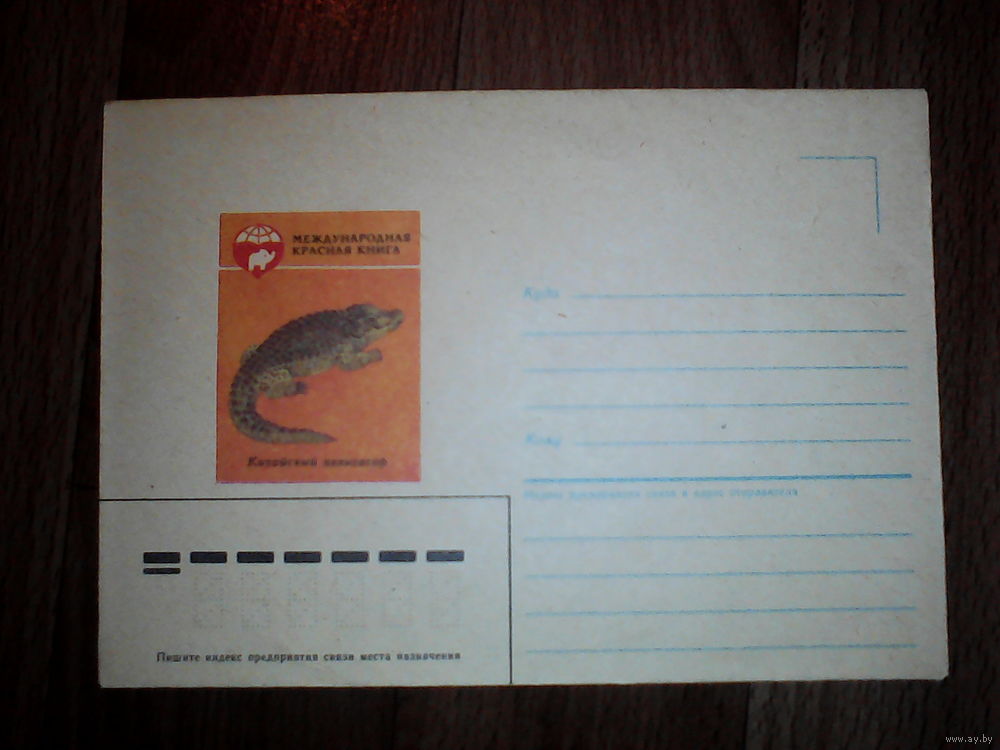 МЕЖДУНАРОДНАЯ
КРАСНАЯ КНИГА
Китайский аллигатор
Куда
Кому
Индекс предприятия связи и адрес отправителя
Пишите индекс предприятия связи места назначения
www.ay.by